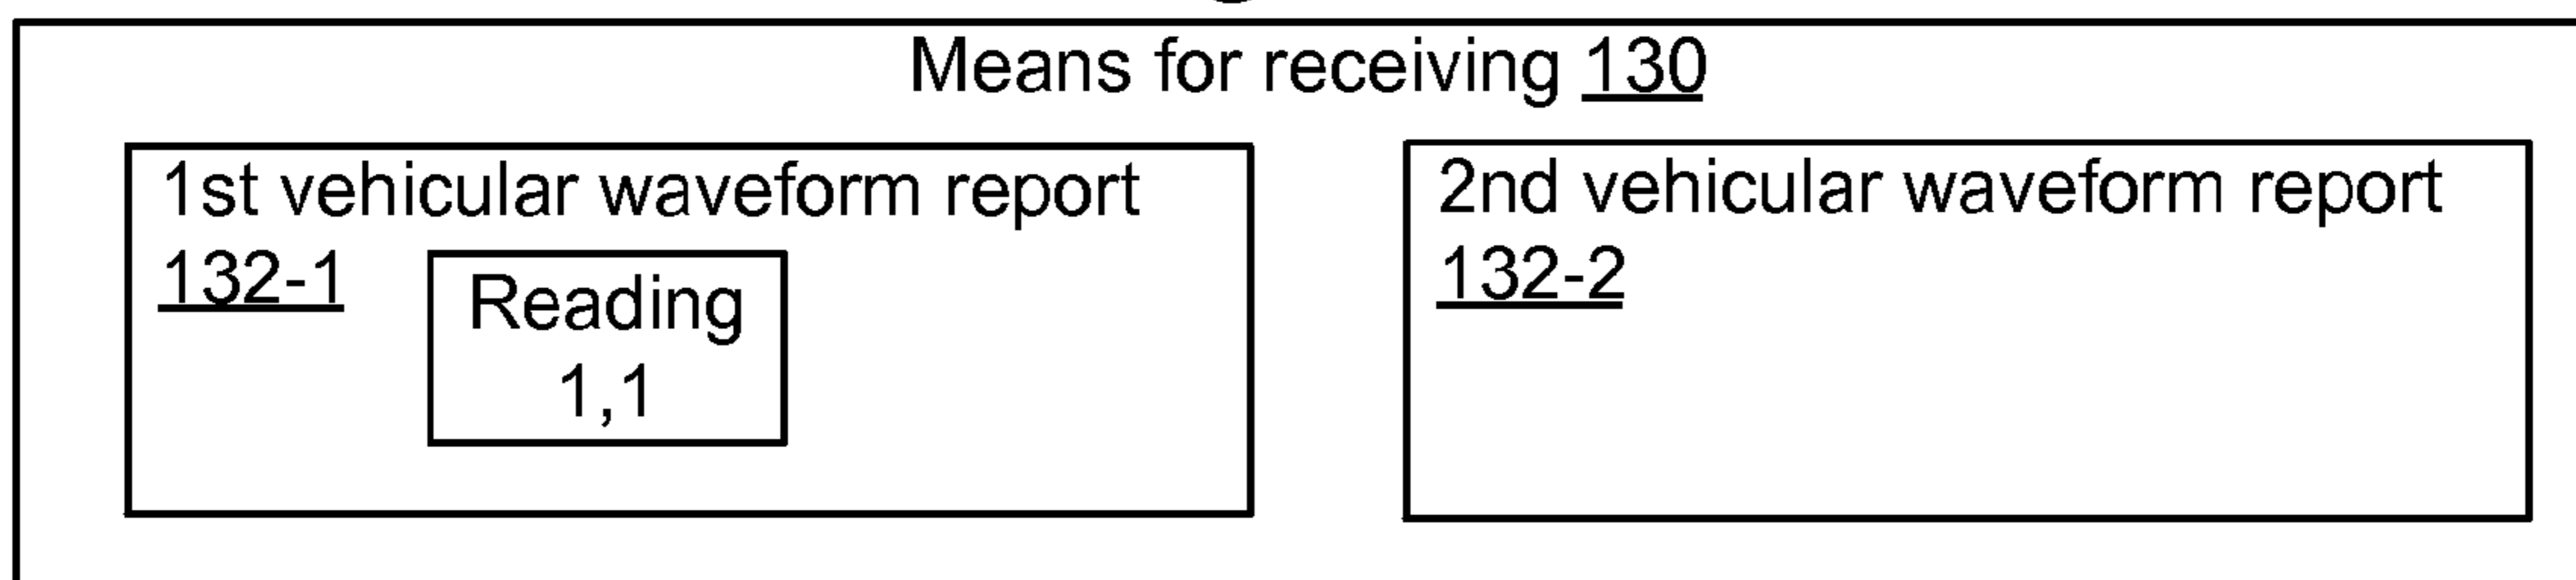 Means for receiving 130
1st vehicular waveform report
132-1
Reading
1,1
2nd vehicular waveform report
132-2